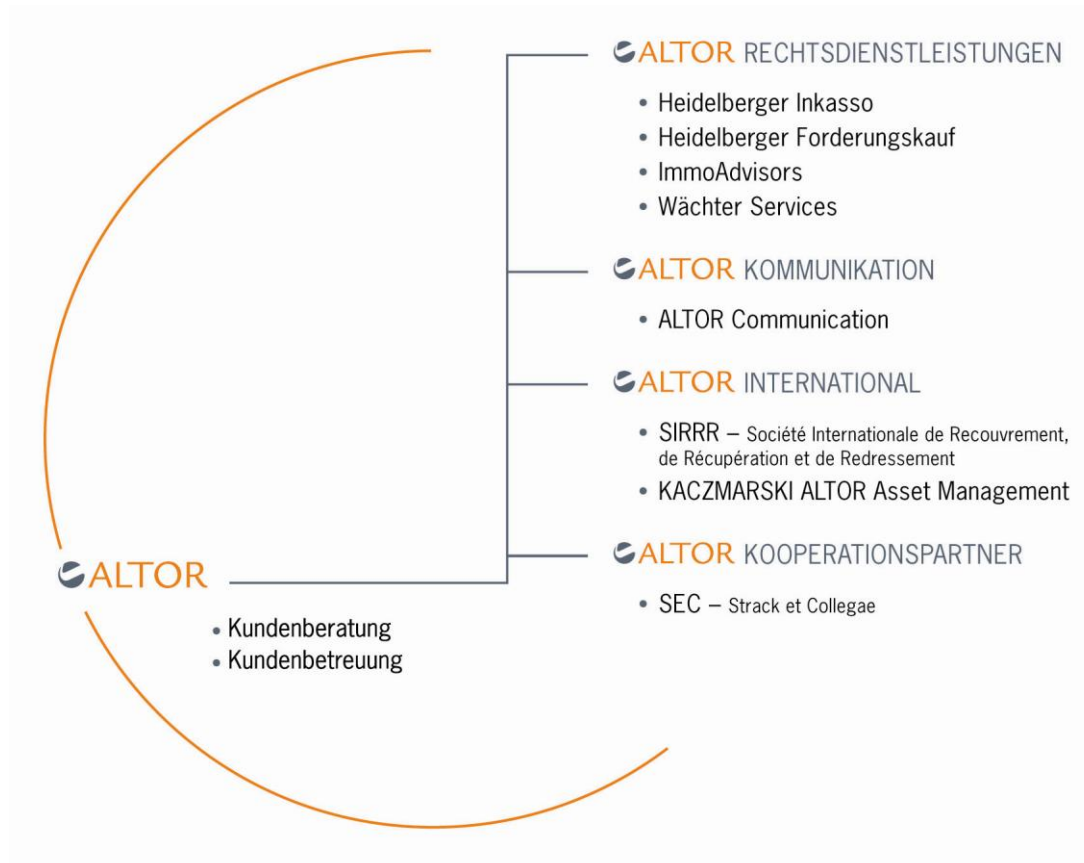 ALTOR RECHTSDIENSTLEISTUNGEN
• Heidelberger Inkasso
• Heidelberger Forderungskauf
• ImmoAdvisors
• Wächter Services
ALTOR KOMMUNIKATION
• ALTOR Communication
ALTOR INTERNATIONAL
• SIRRR – Société Internationale de Recouvrement,
de Récupération et de Redressement
• KACZMARSKI ALTOR Asset Management
ALTOR KOOPERATIONSPARTNER
• SEC – Strack et Collegae
ALTOR
• Kundenberatung
• Kundenbetreuung